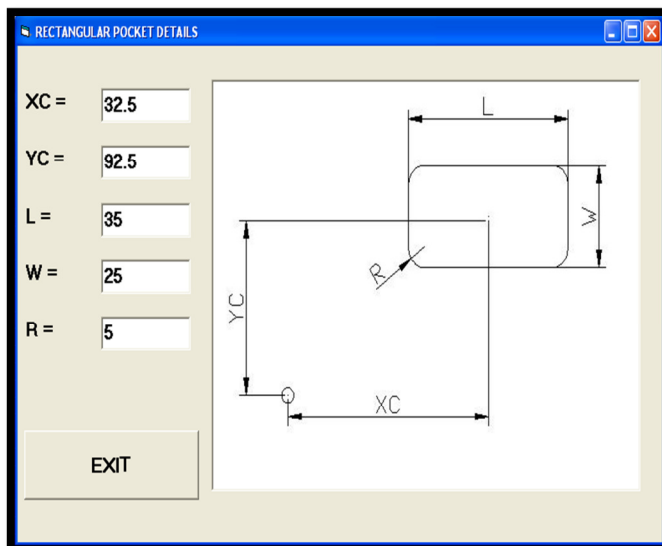 RECTANGULAR POCKET DETAILS
XC = 32.5
YC = 92.5
L = 35
W = 25
R = 5
EXIT
L
W
R
YC
XC